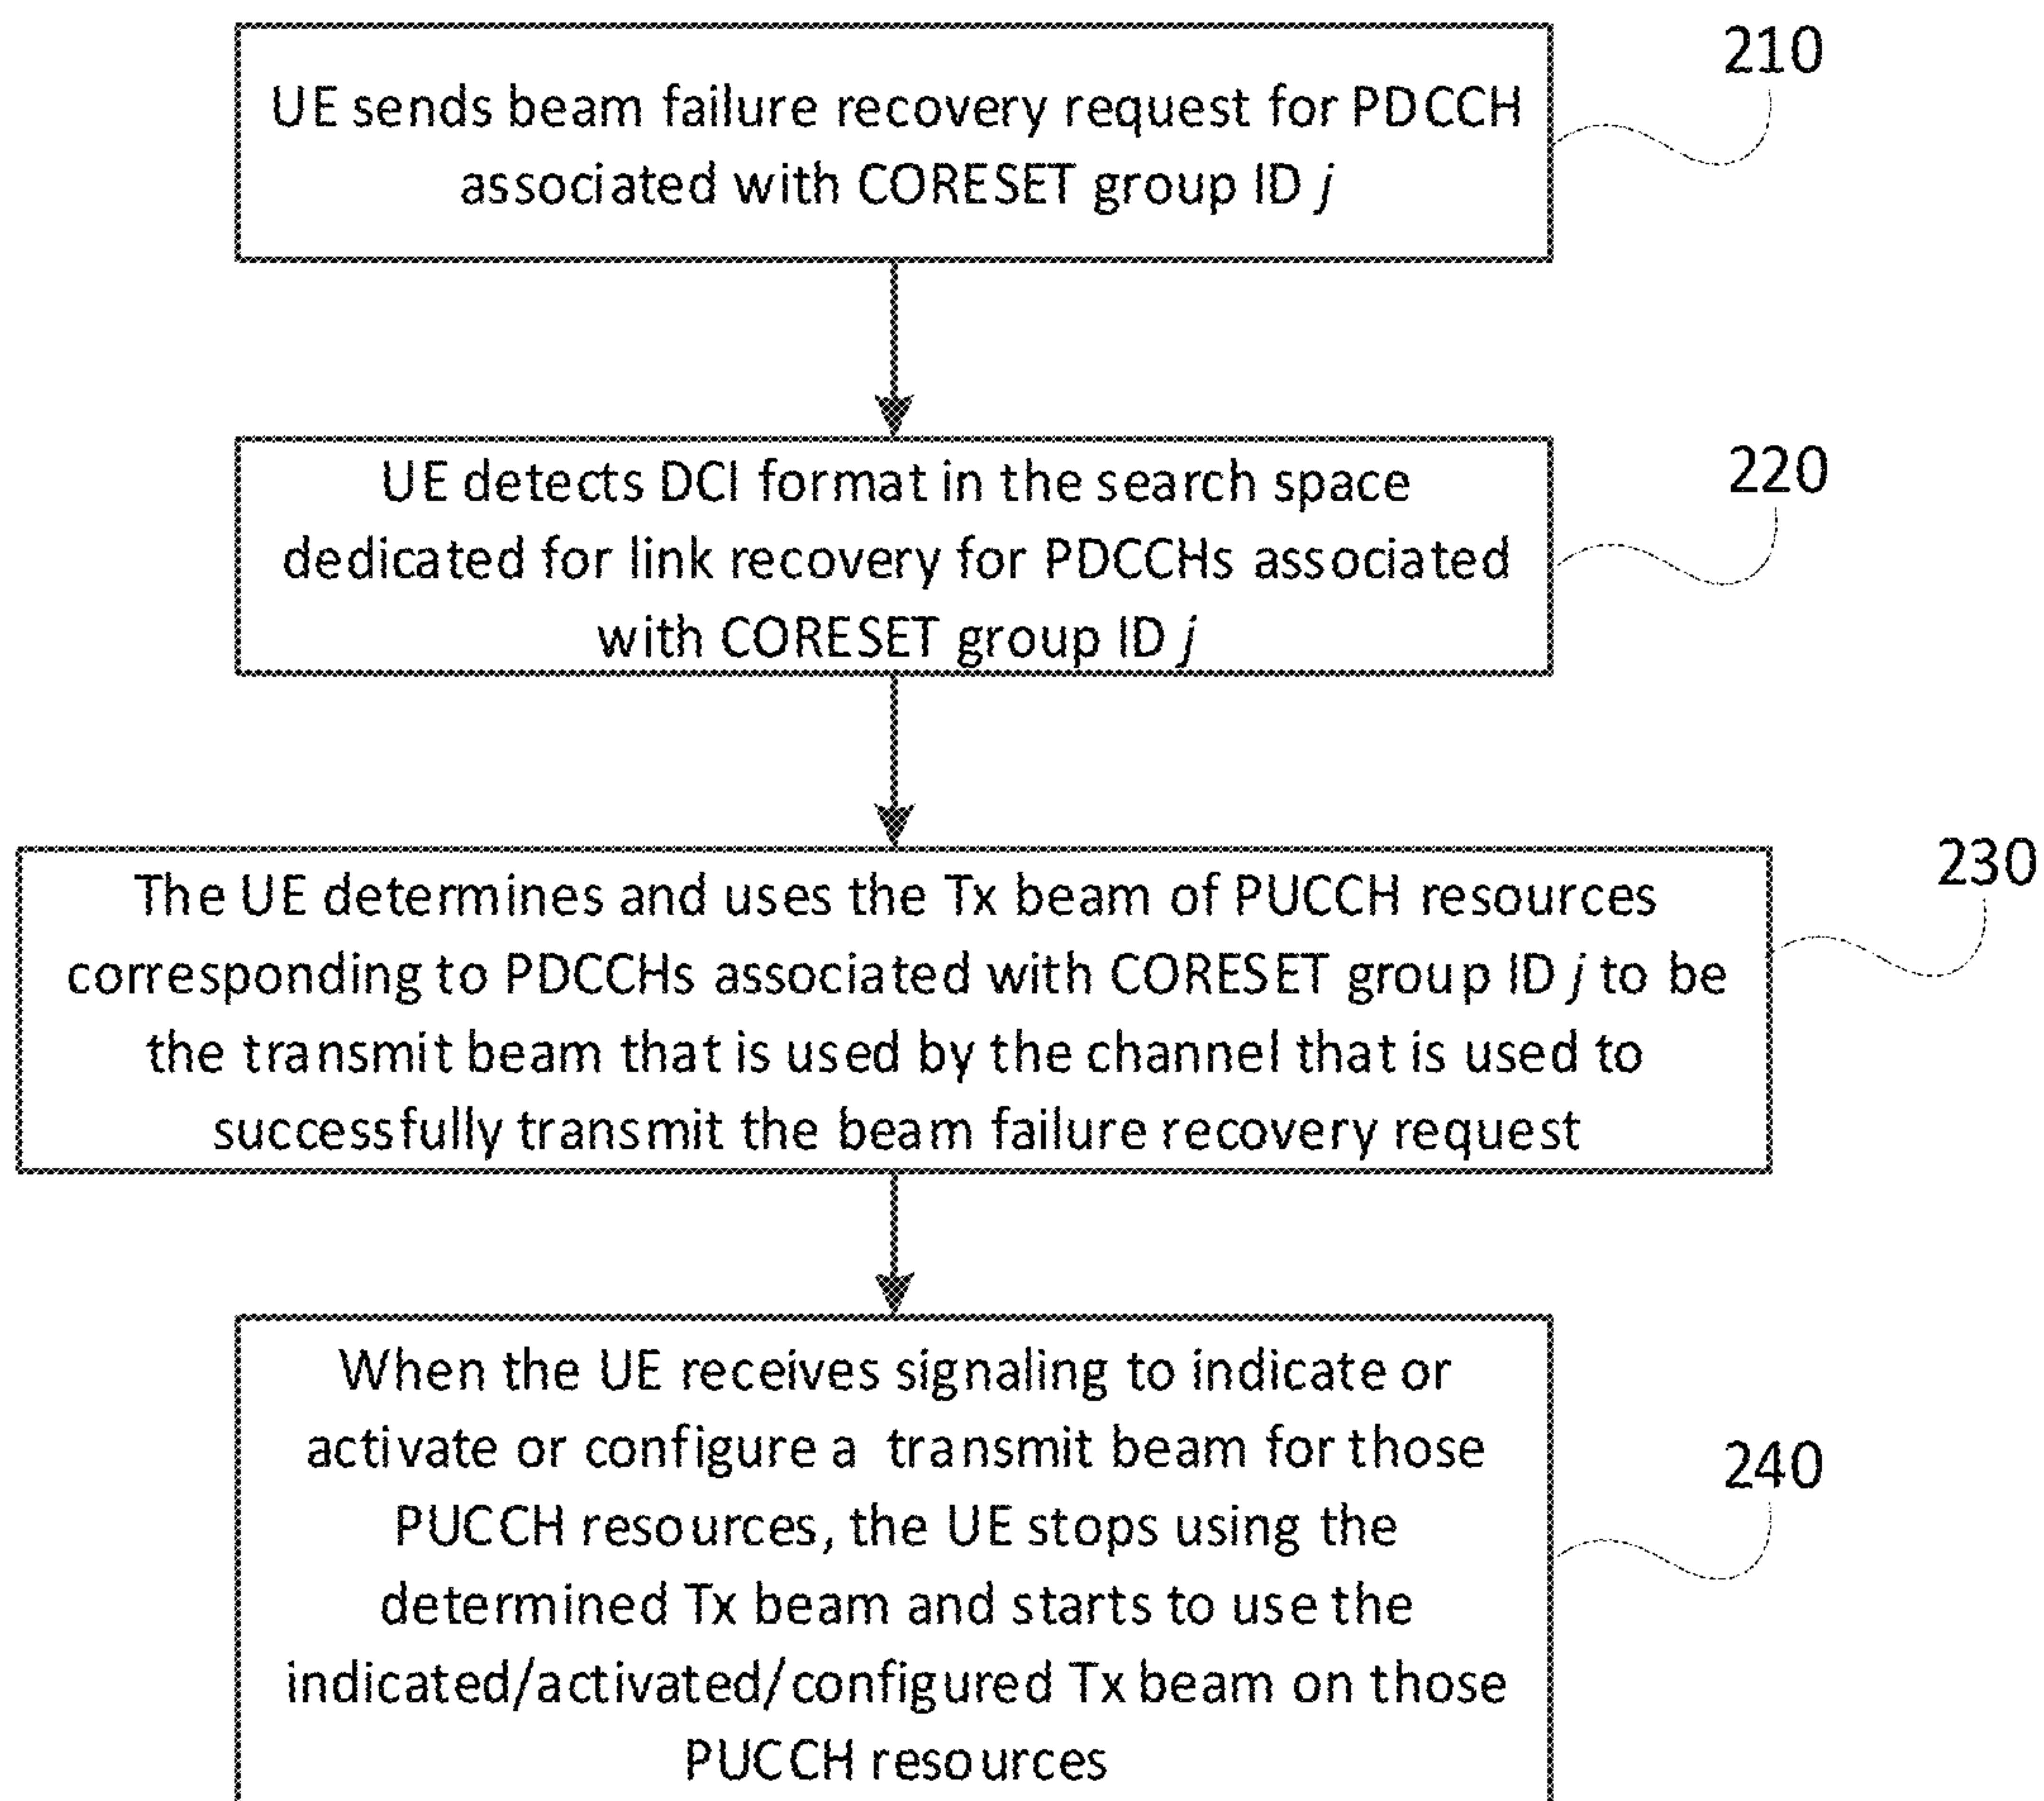 210
UE sends beam failure recovery request for PDCCH
associated with CORESET group ID j
220
UE detects DCI format in the search space
dedicated for link recovery for PDCCHs associated
with CORESET group ID j
230
The UE determines and uses the Tx beam of PUCCH resources
corresponding to PDCCHs associated with CORESET group ID j to be
the transmit beam that is used by the channel that is used to
successfully transmit the beam failure recovery request
240
When the UE receives signaling to indicate or
activate or configure a transmit beam for those
PUCCH resources, the UE stops using the
determined Tx beam and starts to use the
indicated/activated/configured Tx beam on those
PUCCH resources